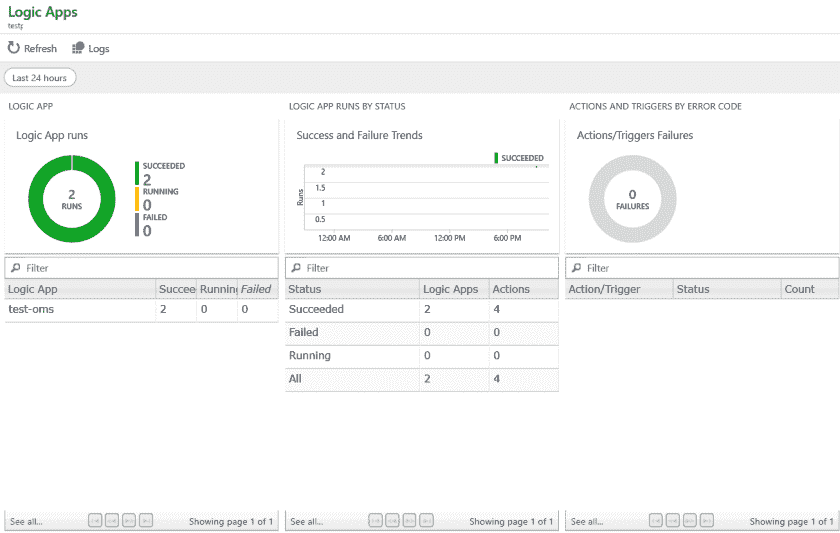 Logic Apps
Refresh Logs
Last 24 hours
LOGIC APP
Logic App runs
2
RUNS
SUCCEEDED
2
RUNNING
0
FAILED
0
Filter
Logic App Succee Runnin Failed
test-oms 2 0 0
See all... Showing page 1 of 1
LOGIC APP RUNS BY STATUS
Success and Failure Trends
SUCCEEDED
Runs
2
1.5
1
0.5
12:00 AM 6:00 AM 12:00 PM 6:00 PM
Filter
Status Logic Apps Actions
Succeeded 2 4
Failed 0 0
Running 0 0
All 2 4
See all... Showing page 1 of 1
ACTIONS AND TRIGGERS BY ERROR CODE
Actions/Triggers Failures
0
FAILURES
Filter
Action/Trigger Status Count
See all... Showing page 1 of 1